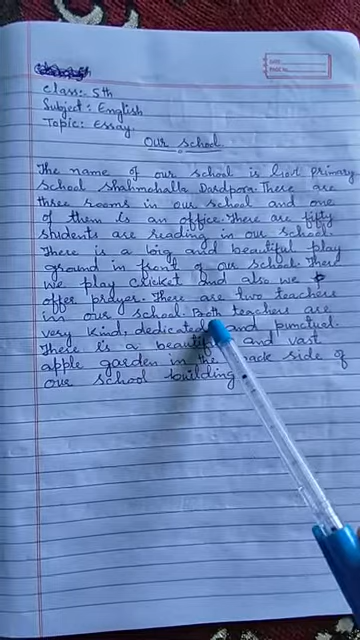 DATE
PAGE No.
Class:- 5th
Subject:- English
Topic:- Essay.
Our School
The name of our school is Govt primary
School Shahmohalla Dardpora. There are
three rooms in our school and one
of them is an office. There are fifty
students are reading in our school.
There is a big and beautiful play
ground in front of our school. There
we play cricket and also we
offer prayer. There are two teachers
in our school. Both teachers are
very kind, dedicated and punctual.
There is a beautiful and vast
apple garden in the back side of
our school building